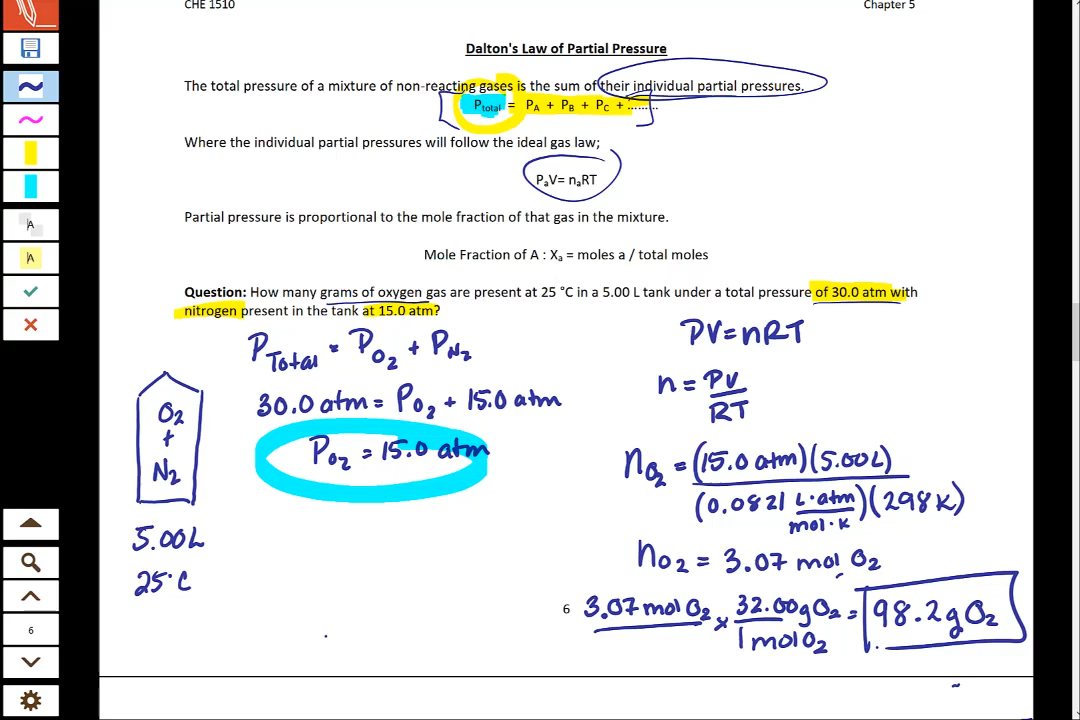 CHE 1510 Chapter 5
Dalton's Law of Partial Pressure
The total pressure of a mixture of non-reacting gases is the sum of their individual partial pressures.
Ptotal = PA + PB + PC + .........
Where the individual partial pressures will follow the ideal gas law;
PaV= naRT
Partial pressure is proportional to the mole fraction of that gas in the mixture.
Mole Fraction of A : Xa = moles a / total moles
Question: How many grams of oxygen gas are present at 25 °C in a 5.00 L tank under a total pressure of 30.0 atm with
nitrogen present in the tank at 15.0 atm?
PTotal = PO2 + PN2
30.0 atm = PO2 + 15.0 atm
PO2 = 15.0 atm
O2
+
N2
5.00L
25°C
PV=nRT
n = PV
RT
nO2 = (15.0 atm)(5.00L)
(0.0821 L·atm)(298K)
mol·K
nO2 = 3.07 mol O2
3.07 mol O2 x 32.00g O2 = 98.2g O2
1 mol O2
6
A
A
6